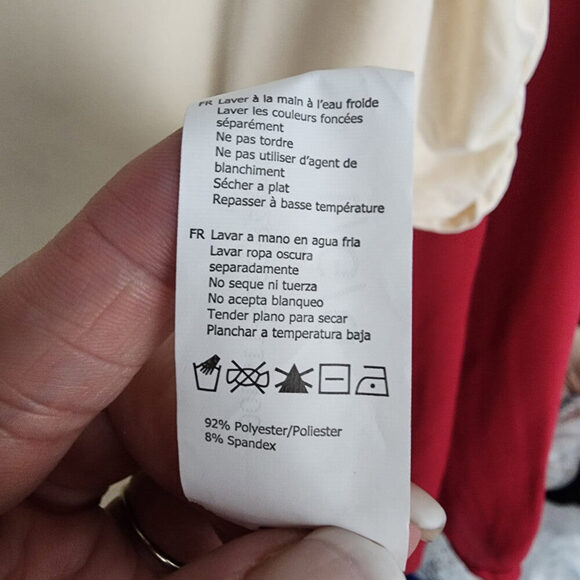 FR Laver à la main à l'eau froide
Laver les couleurs foncées
séparément
Ne pas tordre
Ne pas utiliser d'agent de
blanchiment
Sécher a plat
Repasser à basse température
FR Lavar a mano en agua fria
Lavar ropa oscura
separadamente
No seque ni tuerza
No acepta blanqueo
Tender plano para secar
Planchar a temperatura baja
92% Polyester/Poliester
8% Spandex